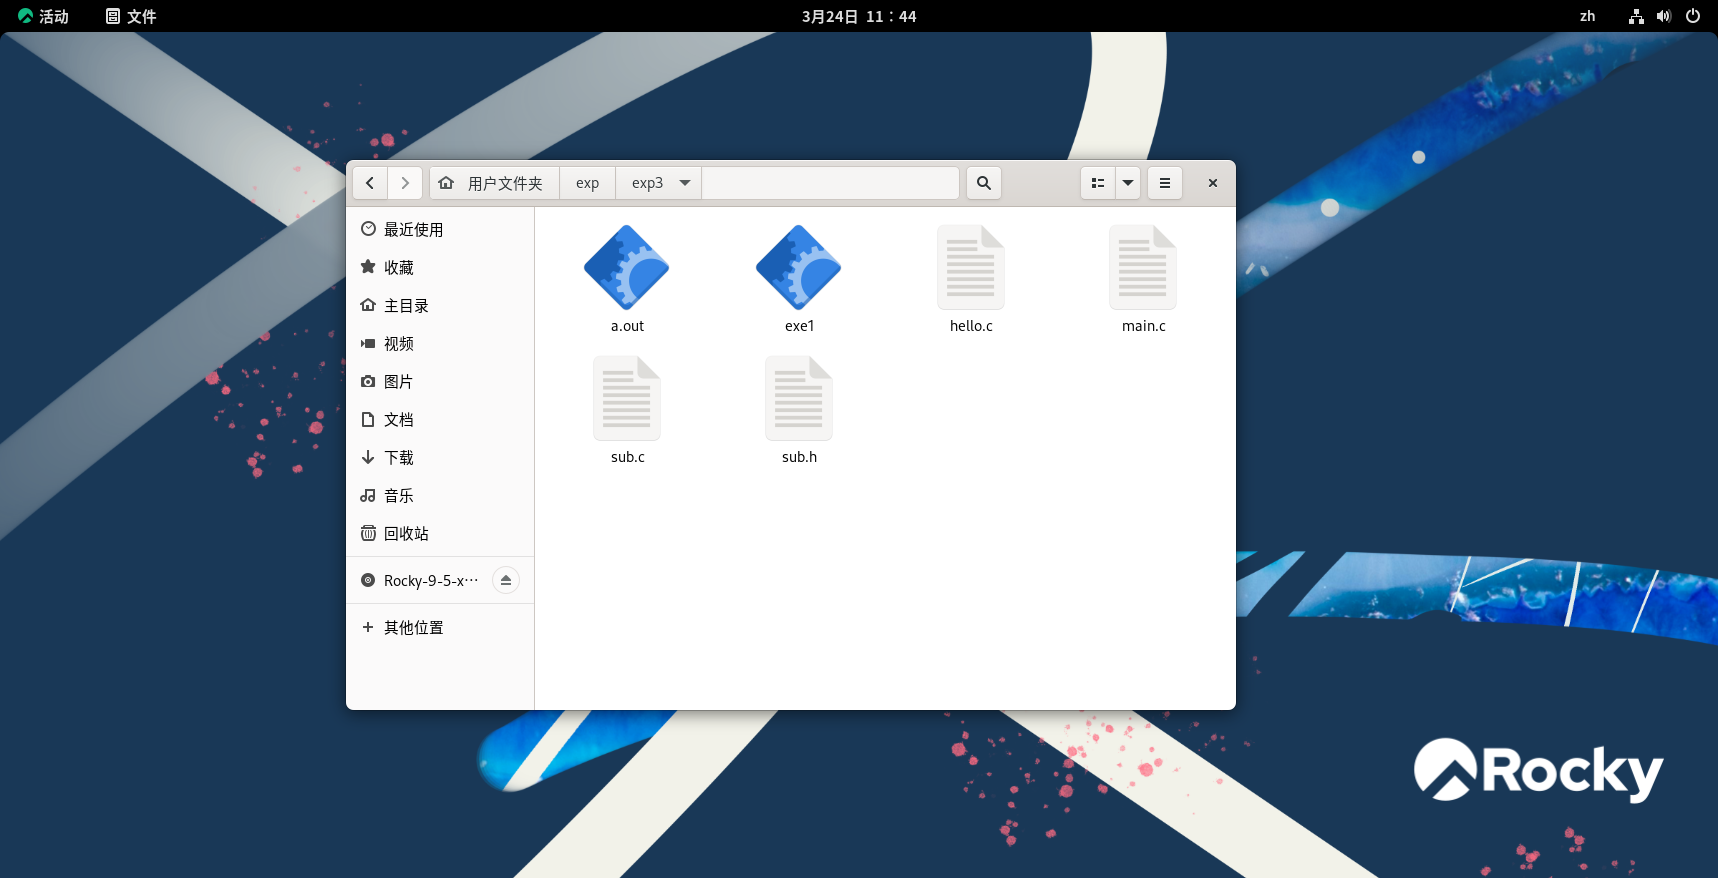 活动 文件 3月24日 11：44 zh
用户文件夹 exp exp3
最近使用
收藏
主目录
视频
图片
文档
下载
音乐
回收站
Rocky-9-5-x…
其他位置
a.out exe1 hello.c main.c
sub.c sub.h
Rocky